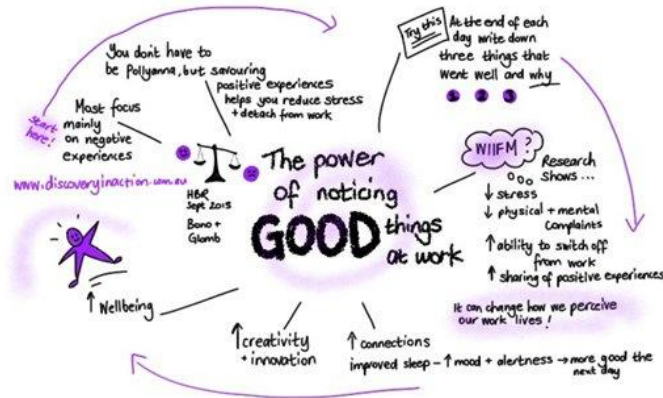 start
here!
Most focus
mainly
on negative
experiences
You don't have to
be Pollyanna, but savouring
positive experiences
helps you reduce stress
+ detach from work
HBR
Sept 2015
Bono +
Glomb
www.discoveryinaction.com.au
The power
of noticing
GOOD things
at work
Try this
At the end of each
day write down
three things that
went well and why
1 2 3
WIIFM?
Research
shows...
↓ stress
↓ physical + mental
complaints
↑ ability to switch off
from work
↑ sharing of positive experiences
It can change how we perceive
our work lives!
↑ connections
improved sleep - ↑ mood + alertness → more good the
next day
↑ creativity
+ innovation
↑ Wellbeing